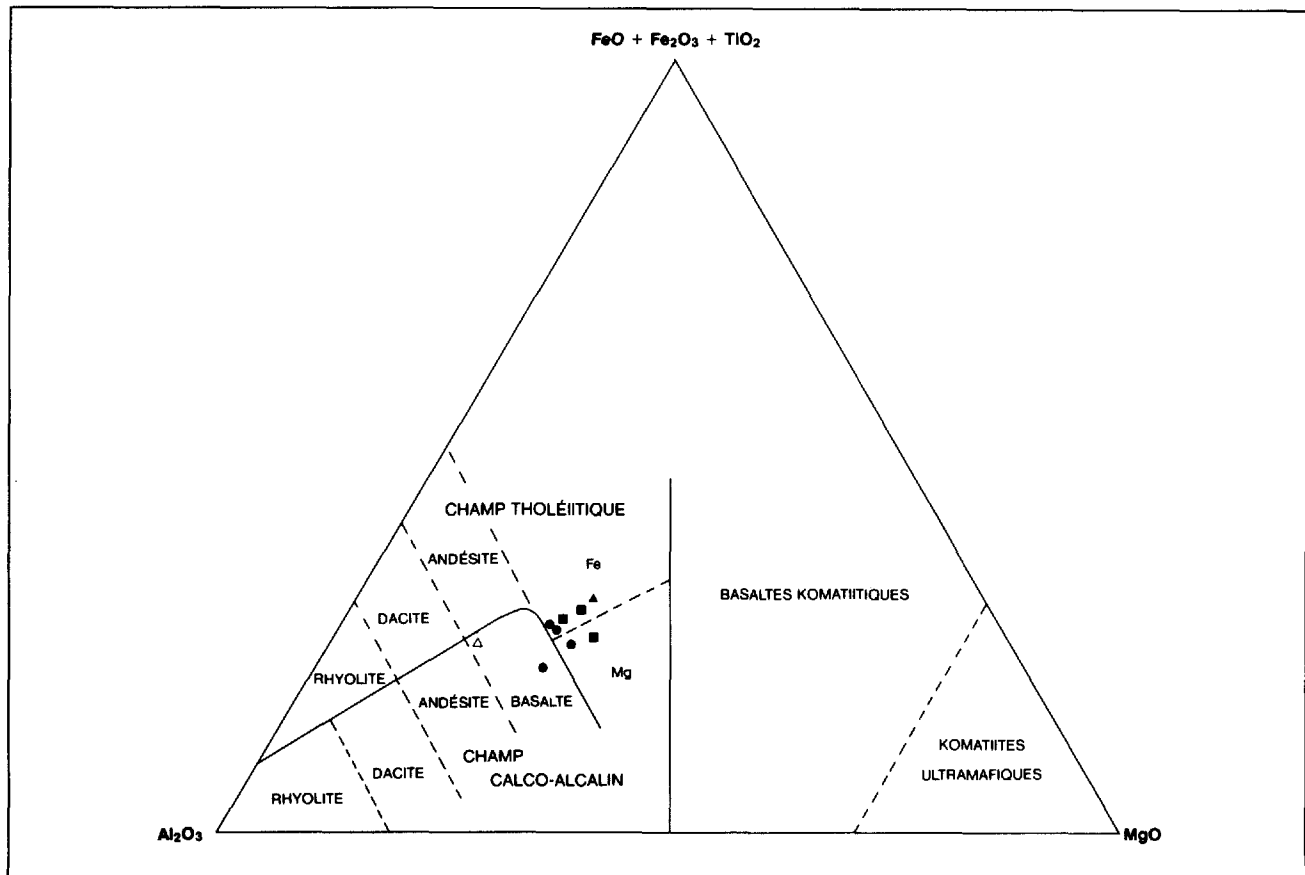 FeO + Fe₂O₃ + TiO₂
CHAMP THOLÉIITIQUE
ANDÉSITE
Fe
BASALTES KOMATIITIQUES
DACITE
RHYOLITE
Mg
ANDÉSITE
BASALTE
CHAMP
CALCO-ALCALIN
DACITE
RHYOLITE
KOMATIITES
ULTRAMAFIQUES
Al₂O₃
MgO